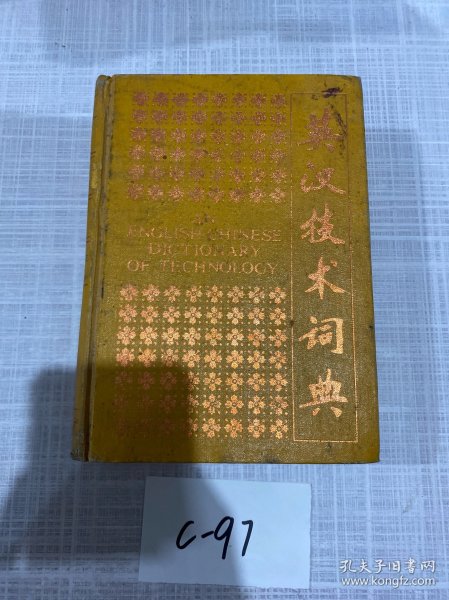 英汉技术词典
AN
ENGLISH-CHINESE
DICTIONARY
OF TECHNOLOGY
C-97
孔夫子旧书网
www.kongfz.com